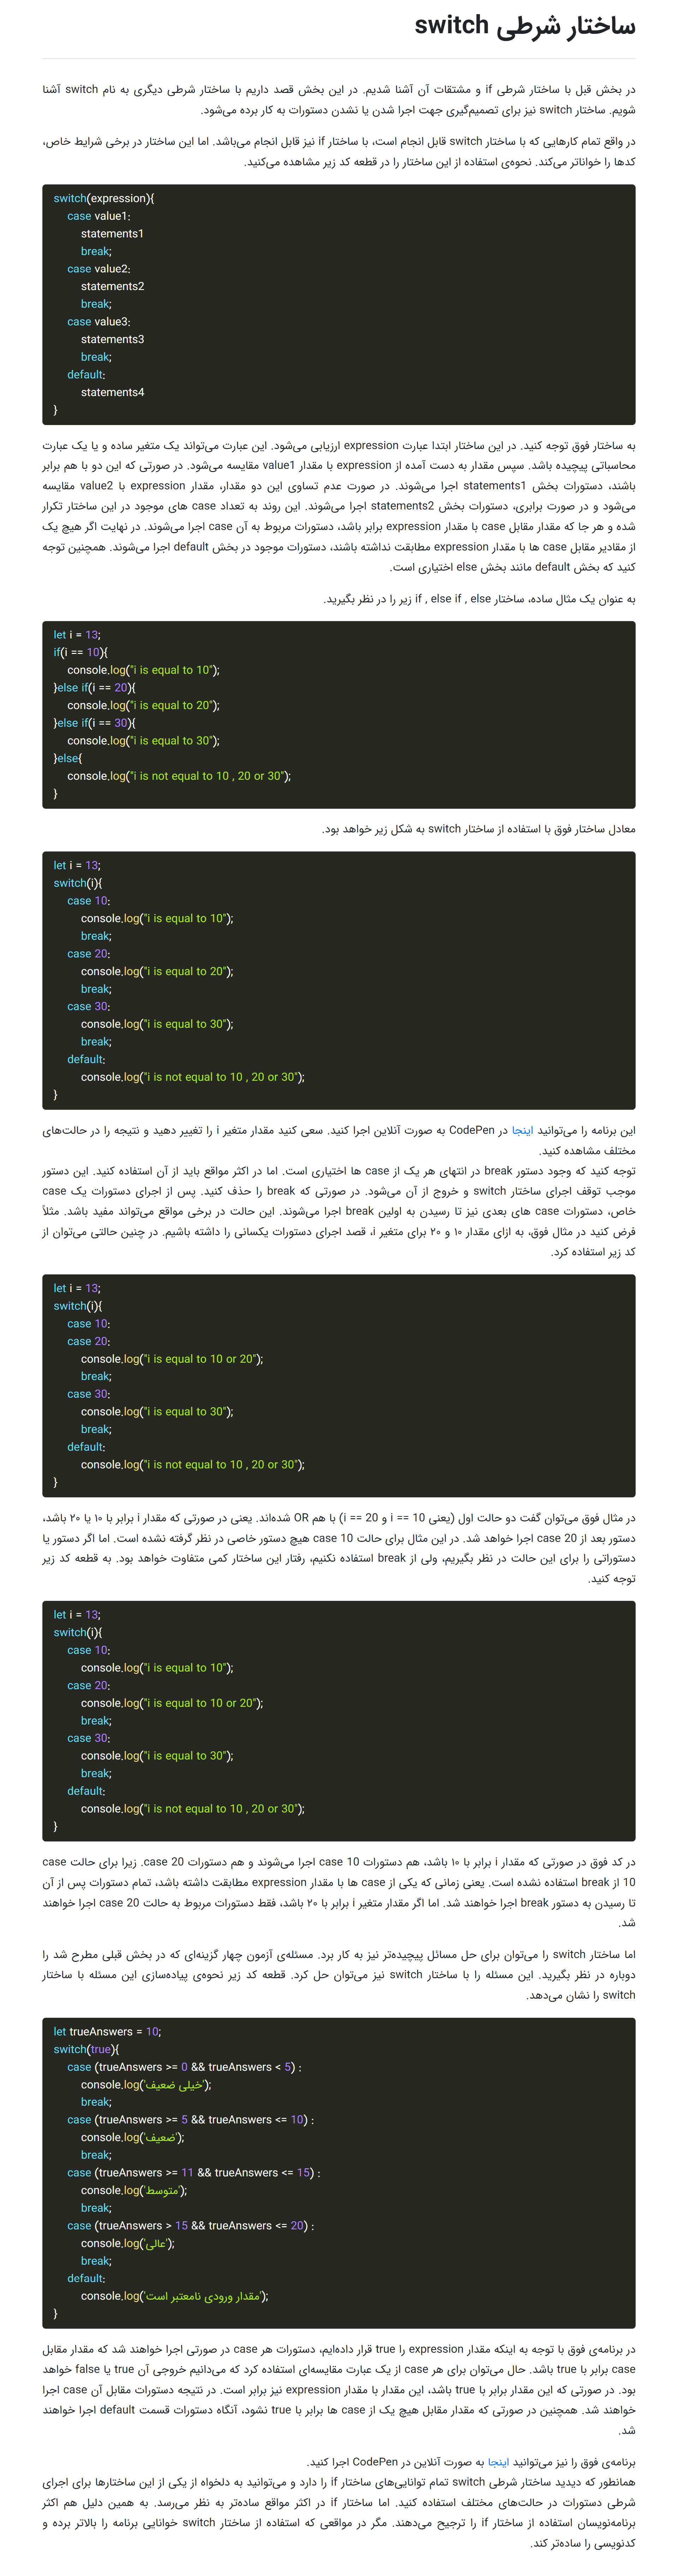 ساختار شرطی switch
در بخش قبل با ساختار شرطی if و مشتقات آن آشنا شدیم. در این بخش قصد داریم با ساختار شرطی دیگری به نام switch آشنا
شویم. ساختار switch نیز برای تصمیم‌گیری جهت اجرا شدن یا نشدن دستورات به کار برده می‌شود.
در واقع تمام کارهایی که با ساختار switch قابل انجام است، با ساختار if نیز قابل انجام می‌باشد. اما این ساختار در برخی شرایط خاص،
کدها را خواناتر می‌کند. نحوه‌ی استفاده از این ساختار را در قطعه کد زیر مشاهده می‌کنید.
switch(expression){
case value1:
statements1
break;
case value2:
statements2
break;
case value3:
statements3
break;
default:
statements4
}
به ساختار فوق توجه کنید. در این ساختار ابتدا عبارت expression ارزیابی می‌شود. این عبارت می‌تواند یک متغیر ساده و یا یک عبارت
محاسباتی پیچیده باشد. سپس مقدار به دست آمده از expression با مقدار value1 مقایسه می‌شود. در صورتی که این دو با هم برابر
باشند، دستورات بخش statements1 اجرا می‌شوند. در صورت عدم تساوی این دو مقدار، مقدار expression با value2 مقایسه
می‌شود و در صورت برابری، دستورات بخش statements2 اجرا می‌شوند. این روند به تعداد case های موجود در این ساختار تکرار
شده و هر جا که مقدار مقابل case با مقدار expression برابر باشد، دستورات مربوط به آن case اجرا می‌شوند. در نهایت اگر هیچ یک
از مقادیر مقابل case ها با مقدار expression مطابقت نداشته باشند، دستورات موجود در بخش default اجرا می‌شوند. همچنین توجه
کنید که بخش default مانند بخش else اختیاری است.
به عنوان یک مثال ساده، ساختار if , else if , else زیر را در نظر بگیرید.
let i = 13;
if(i == 10){
console.log("i is equal to 10");
}else if(i == 20){
console.log("i is equal to 20");
}else if(i == 30){
console.log("i is equal to 30");
}else{
console.log("i is not equal to 10 , 20 or 30");
}
معادل ساختار فوق با استفاده از ساختار switch به شکل زیر خواهد بود.
let i = 13;
switch(i){
case 10:
console.log("i is equal to 10");
break;
case 20:
console.log("i is equal to 20");
break;
case 30:
console.log("i is equal to 30");
break;
default:
console.log("i is not equal to 10 , 20 or 30");
}
این برنامه را می‌توانید اینجا در CodePen به صورت آنلاین اجرا کنید. سعی کنید مقدار متغیر i را تغییر دهید و نتیجه را در حالت‌های
مختلف مشاهده کنید.
توجه کنید که وجود دستور break در انتهای هر یک از case ها اختیاری است. اما در اکثر مواقع باید از آن استفاده کنید. این دستور
موجب توقف اجرای ساختار switch و خروج از آن می‌شود. در صورتی که break را حذف کنید. پس از اجرای دستورات یک case
خاص، دستورات case های بعدی نیز تا رسیدن به اولین break اجرا می‌شوند. این حالت در برخی مواقع می‌تواند مفید باشد. مثلاً
فرض کنید در مثال فوق، به ازای مقدار ۱۰ و ۲۰ برای متغیر i، قصد اجرای دستورات یکسانی را داشته باشیم. در چنین حالتی می‌توان از
کد زیر استفاده کرد.
let i = 13;
switch(i){
case 10:
case 20:
console.log("i is equal to 10 or 20");
break;
case 30:
console.log("i is equal to 30");
break;
default:
console.log("i is not equal to 10 , 20 or 30");
}
در مثال فوق می‌توان گفت دو حالت اول (یعنی i == 10 و i == 20) با هم OR شده‌اند. یعنی در صورتی که مقدار i برابر با ۱۰ یا ۲۰ باشد،
دستور بعد از case 20 اجرا خواهد شد. در این مثال برای حالت case 10 هیچ دستور خاصی در نظر گرفته نشده است. اما اگر دستور یا
دستوراتی را برای این حالت در نظر بگیریم، ولی از break استفاده نکنیم، رفتار این ساختار کمی متفاوت خواهد بود. به قطعه کد زیر
توجه کنید.
let i = 13;
switch(i){
case 10:
console.log("i is equal to 10");
case 20:
console.log("i is equal to 10 or 20");
break;
case 30:
console.log("i is equal to 30");
break;
default:
console.log("i is not equal to 10 , 20 or 30");
}
در کد فوق در صورتی که مقدار i برابر با ۱۰ باشد، هم دستورات case 10 اجرا می‌شوند و هم دستورات case 20. زیرا برای حالت case
10 از break استفاده نشده است. یعنی زمانی که یکی از case ها با مقدار expression مطابقت داشته باشد، تمام دستورات پس از آن
تا رسیدن به دستور break اجرا خواهند شد. اما اگر مقدار متغیر i برابر با ۲۰ باشد، فقط دستورات مربوط به حالت case 20 اجرا خواهند
شد.
اما ساختار switch را می‌توان برای حل مسائل پیچیده‌تر نیز به کار برد. مسئله‌ی آزمون چهار گزینه‌ای که در بخش قبلی مطرح شد را
دوباره در نظر بگیرید. این مسئله را با ساختار switch نیز می‌توان حل کرد. قطعه کد زیر نحوه‌ی پیاده‌سازی این مسئله با ساختار
switch را نشان می‌دهد.
let trueAnswers = 10;
switch(true){
case (trueAnswers >= 0 && trueAnswers < 5) :
console.log('خیلی ضعیف');
break;
case (trueAnswers >= 5 && trueAnswers <= 10) :
console.log('ضعیف');
break;
case (trueAnswers >= 11 && trueAnswers <= 15) :
console.log('متوسط');
break;
case (trueAnswers > 15 && trueAnswers <= 20) :
console.log('عالی');
break;
default:
console.log('مقدار ورودی نامعتبر است');
}
در برنامه‌ی فوق با توجه به اینکه مقدار expression را true قرار داده‌ایم، دستورات هر case در صورتی اجرا خواهند شد که مقدار مقابل
case برابر با true باشد. حال می‌توان برای هر case از یک عبارت مقایسه‌ای استفاده کرد که می‌دانیم خروجی آن true یا false خواهد
بود. در صورتی که این مقدار برابر با true باشد، این مقدار با مقدار expression نیز برابر است. در نتیجه دستورات مقابل آن case اجرا
خواهند شد. همچنین در صورتی که مقدار مقابل هیچ یک از case ها برابر با true نشود، آنگاه دستورات قسمت default اجرا خواهند
شد.
برنامه‌ی فوق را نیز می‌توانید اینجا به صورت آنلاین در CodePen اجرا کنید.
همانطور که دیدید ساختار شرطی switch تمام توانایی‌های ساختار if را دارد و می‌توانید به دلخواه از یکی از این ساختارها برای اجرای
شرطی دستورات در حالت‌های مختلف استفاده کنید. اما ساختار if در اکثر مواقع ساده‌تر به نظر می‌رسد. به همین دلیل هم اکثر
برنامه‌نویسان استفاده از ساختار if را ترجیح می‌دهند. مگر در مواقعی که استفاده از ساختار switch خوانایی برنامه را بالاتر برده و
کدنویسی را ساده‌تر کند.